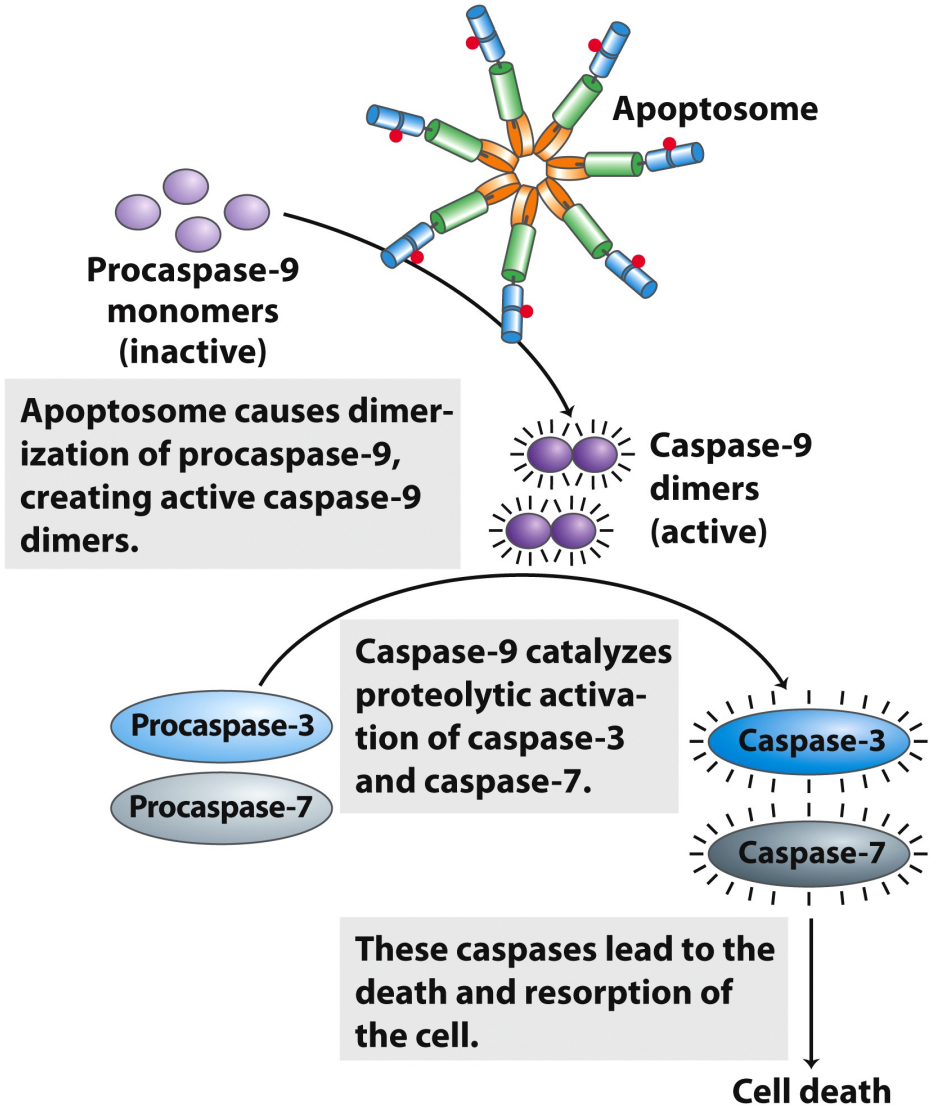 Apoptosome
Procaspase-9
monomers
(inactive)
Apoptosome causes dimer-
ization of procaspase-9,
creating active caspase-9
dimers.
Caspase-9
dimers
(active)
Caspase-9 catalyzes
proteolytic activa-
tion of caspase-3
and caspase-7.
Procaspase-3
Procaspase-7
Caspase-3
Caspase-7
These caspases lead to the
death and resorption of
the cell.
Cell death